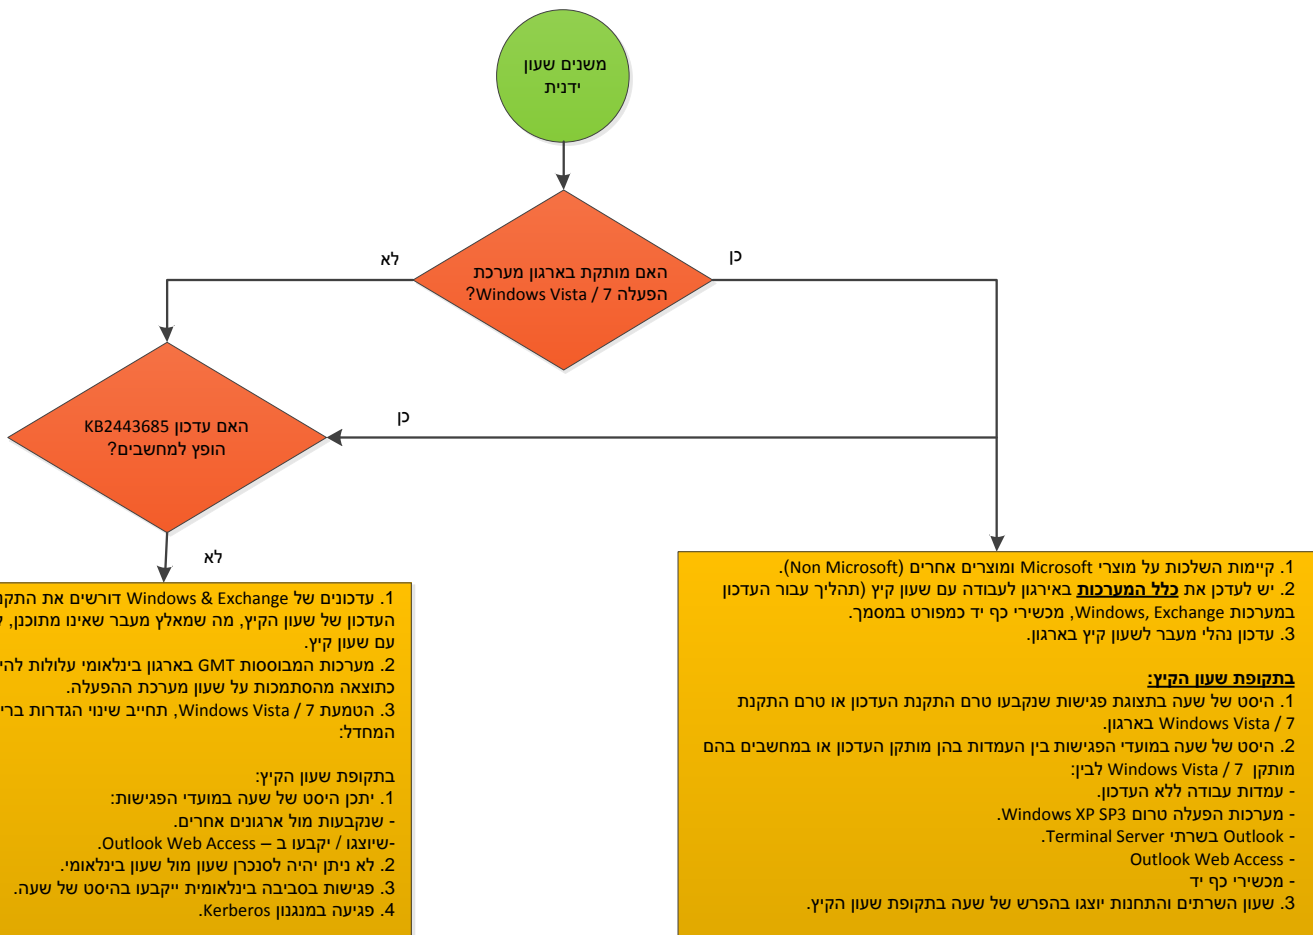 משנים שעון
ידנית
האם מותקת בארגון מערכת
הפעלה Windows Vista / 7?
כן
לא
האם עדכון KB2443685
הופץ למחשבים?
כן
לא
1. קיימות השלכות על מוצרי Microsoft ומוצרים אחרים (Non Microsoft).
2. יש לעדכן את כלל המערכות באירגון לעבודה עם שעון קיץ (תהליך עבור העדכון
במערכות Windows, Exchange, מכשירי כף יד כמפורט במסמך.
3. עדכון נהלי מעבר לשעון קיץ בארגון.
בתקופת שעון הקיץ:
1. היסט של שעה בתצוגת פגישות שנקבעו טרם התקנת העדכון או טרם התקנת
Windows Vista / 7 בארגון.
2. היסט של שעה במועדי הפגישות בין העמדות בהן מותקן העדכון או במחשבים בהם
מותקן Windows Vista / 7 לבין:
- עמדות עבודה ללא העדכון.
- מערכות הפעלה טרום Windows XP SP3.
- Outlook בשרתי Terminal Server.
- Outlook Web Access
- מכשירי כף יד
3. שעון השרתים והתחנות יוצגו בהפרש של שעה בתקופת שעון הקיץ.
1. עדכונים של Windows & Exchange דורשים את
העדכון של שעון הקיץ, מה שמאלץ מעבר שאינו מתוכנן,
עם שעון קיץ.
2. מערכות המבוססות GMT בארגון בינלאומי עלולות
כתוצאה מהסתמכות על שעון מערכת ההפעלה.
3. הטמעת Windows Vista / 7, תחייב שינוי הגדרות
המחדל:
בתקופת שעון הקיץ:
1. יתכן היסט של שעה במועדי הפגישות:
- שנקבעות מול ארגונים אחרים.
-שיוצגו / יקבעו ב – Outlook Web Access.
2. לא ניתן יהיה לסנכרן שעון מול שעון בינלאומי.
3. פגישות בסביבה בינלאומית ייקבעו בהיסט של שעה.
4. פגיעה במנגנון Kerberos.